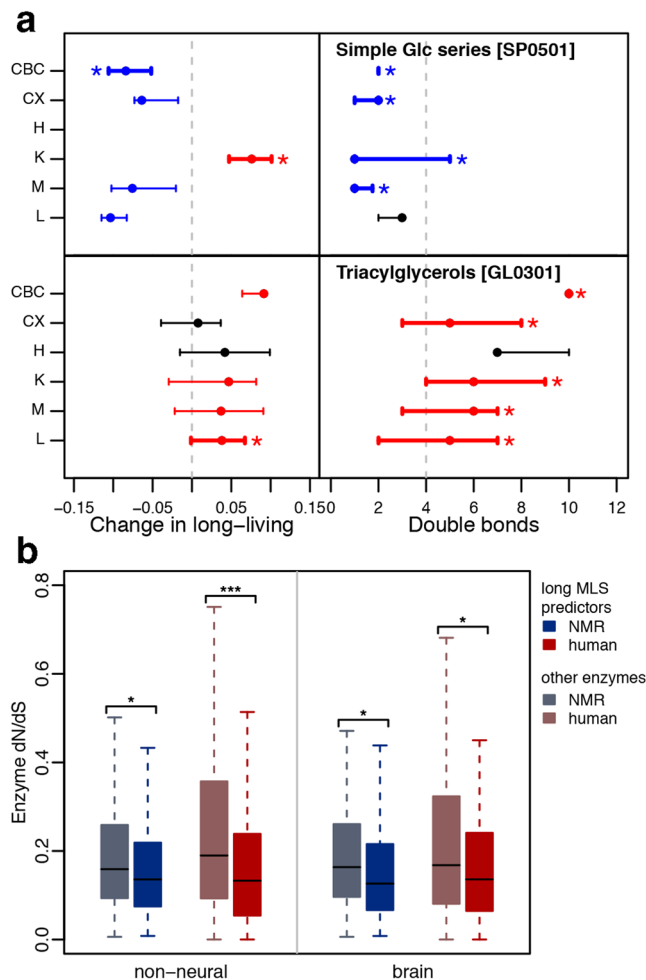 a
Simple Glc series [SP0501]
CBC
*
*
CX
*
H
K
*
*
M
*
L
Triacylglycerols [GL0301]
CBC
*
CX
*
H
K
*
M
*
L
*
*
−0.15
−0.05
0.05
0.15
0
2
4
6
8
10
12
Change in long−living
Double bonds
b
Enzyme dN/dS
0.8
0.6
0.4
0.2
0.0
*
***
*
*
non−neural
brain
long MLS
predictors
NMR
human
other enzymes
NMR
human